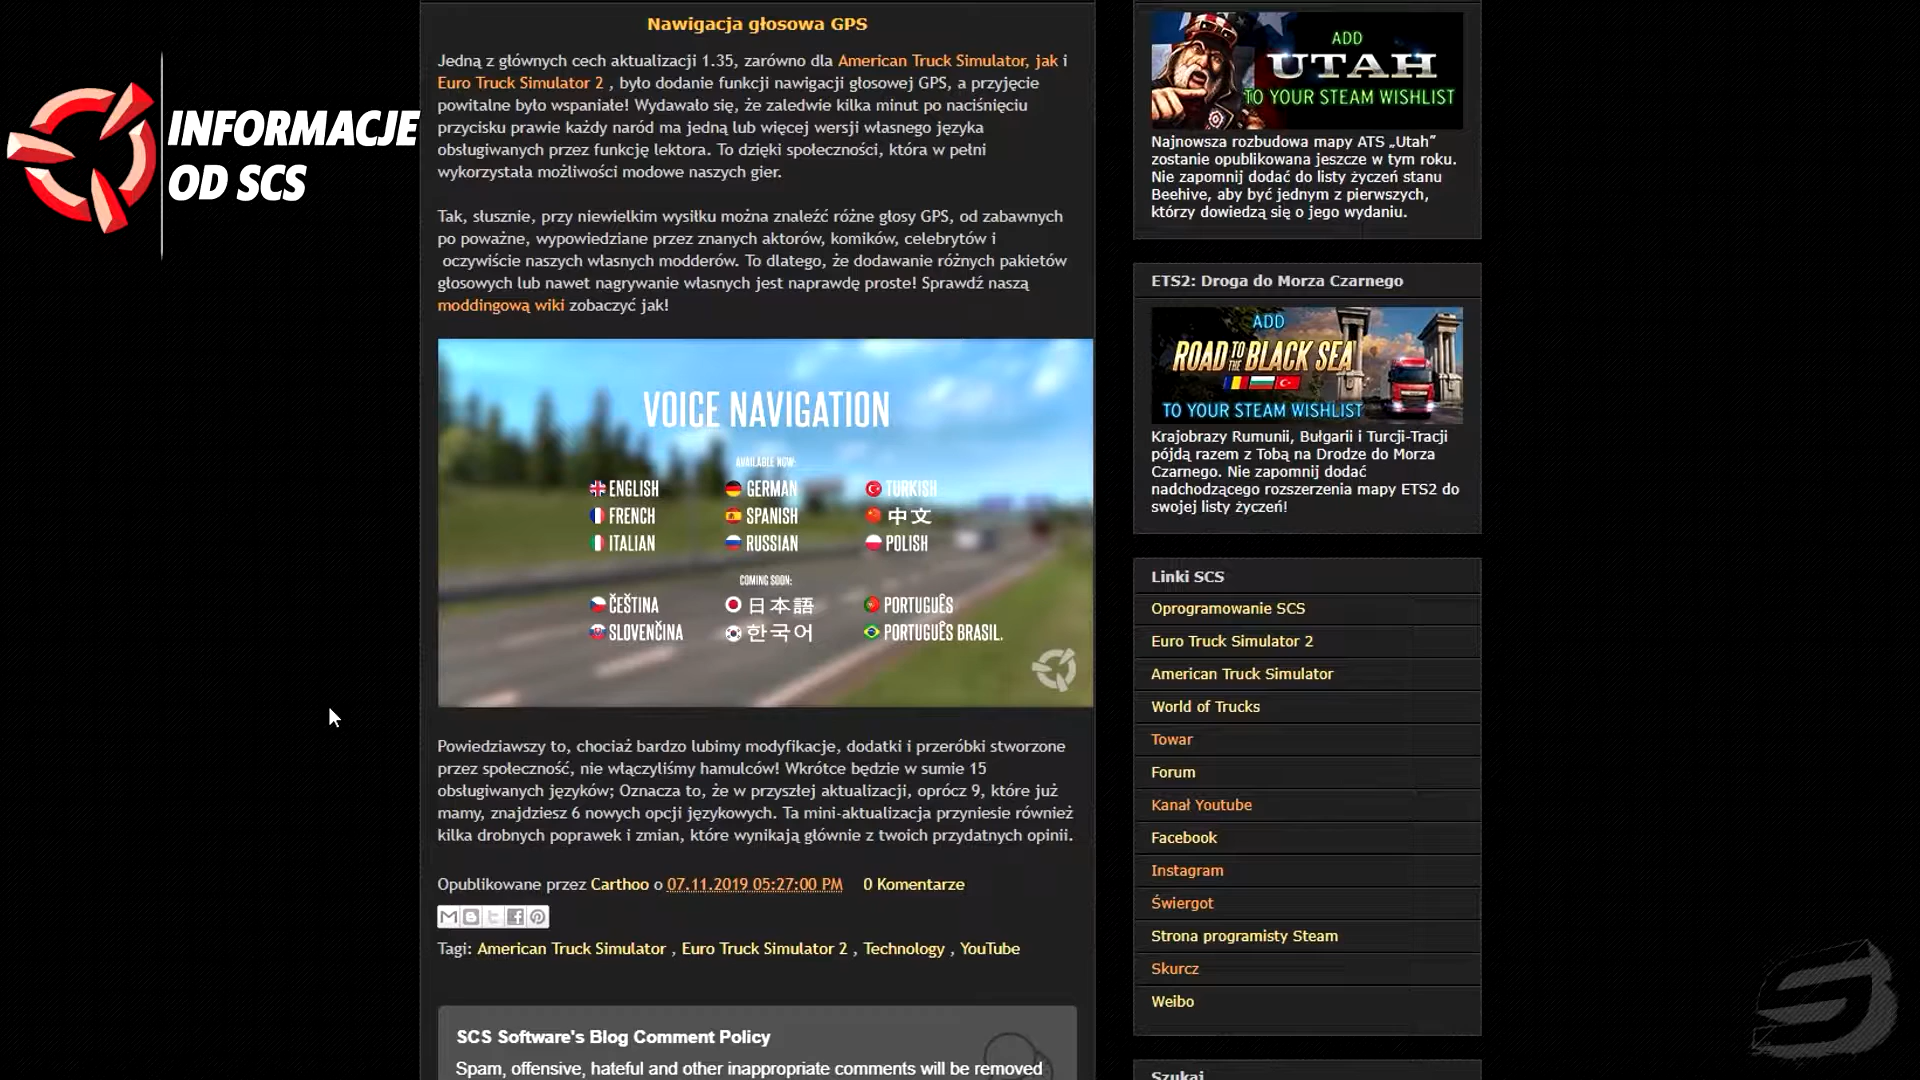 INFORMACJE
OD SCS
Nawigacja głosowa GPS
Jedną z głównych cech aktualizacji 1.35, zarówno dla American Truck Simulator, jak i
Euro Truck Simulator 2 , było dodanie funkcji nawigacji głosowej GPS, a przyjęcie
powitalne było wspaniałe! Wydawało się, że zaledwie kilka minut po naciśnięciu
przycisku prawie każdy naród ma jedną lub więcej wersji własnego języka
obsługiwanych przez funkcję lektora. To dzięki społeczności, która w pełni
wykorzystała możliwości modowe naszych gier.
Tak, słusznie, przy niewielkim wysiłku można znaleźć różne głosy GPS, od zabawnych
po poważne, wypowiedziane przez znanych aktorów, komików, celebrytów i
oczywiście naszych własnych modderów. To dlatego, że dodawanie różnych pakietów
głosowych lub nawet nagrywanie własnych jest naprawdę proste! Sprawdź naszą
moddingową wiki zobaczyć jak!
VOICE NAVIGATION
AVAILABLE NOW:
ENGLISH GERMAN TURKISH
FRENCH SPANISH 中文
ITALIAN RUSSIAN POLISH
COMING SOON:
ČEŠTINA 日本語 PORTUGUÊS
SLOVENČINA 한국어 PORTUGUÊS BRASIL.
Powiedziawszy to, chociaż bardzo lubimy modyfikacje, dodatki i przeróbki stworzone
przez społeczność, nie włączyliśmy hamulców! Wkrótce będzie w sumie 15
obsługiwanych języków; Oznacza to, że w przyszłej aktualizacji, oprócz 9, które już
mamy, znajdziesz 6 nowych opcji językowych. Ta mini-aktualizacja przyniesie również
kilka drobnych poprawek i zmian, które wynikają głównie z twoich przydatnych opinii.
Opublikowane przez Carthoo o 07.11.2019 05:27:00 PM 0 Komentarze
Tagi: American Truck Simulator , Euro Truck Simulator 2 , Technology , YouTube
SCS Software's Blog Comment Policy
Spam, offensive, hateful and other inappropriate comments will be removed
ADD
UTAH
TO YOUR STEAM WISHLIST
Najnowsza rozbudowa mapy ATS „Utah”
zostanie opublikowana jeszcze w tym roku.
Nie zapomnij dodać do listy życzeń stanu
Beehive, aby być jednym z pierwszych,
którzy dowiedzą się o jego wydaniu.
ETS2: Droga do Morza Czarnego
ADD
ROAD TO THE BLACK SEA
TO YOUR STEAM WISHLIST
Krajobrazy Rumunii, Bułgarii i Turcji-Tracji
pójdą razem z Tobą na Drodze do Morza
Czarnego. Nie zapomnij dodać
nadchodzącego rozszerzenia mapy ETS2 do
swojej listy życzeń!
Linki SCS
Oprogramowanie SCS
Euro Truck Simulator 2
American Truck Simulator
World of Trucks
Towar
Forum
Kanał Youtube
Facebook
Instagram
Świergot
Strona programisty Steam
Skurcz
Weibo
Szukaj